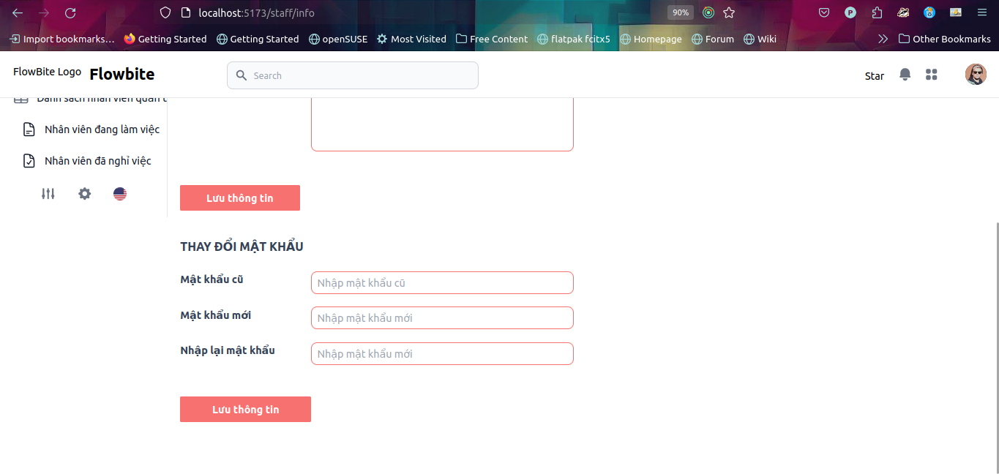 localhost:5173/staff/info
90%
Import bookmarks...
Getting Started
Getting Started
openSUSE
Most Visited
Free Content
flatpak fcitx5
Homepage
Forum
Wiki
Other Bookmarks
FlowBite Logo
Flowbite
Search
Star
Danh sách nhân viên quán t
Nhân viên đang làm việc
Nhân viên đã nghỉ việc
Lưu thông tin
THAY ĐỔI MẬT KHẨU
Mật khẩu cũ
Nhập mật khẩu cũ
Mật khẩu mới
Nhập mật khẩu mới
Nhập lại mật khẩu
Nhập mật khẩu mới
Lưu thông tin